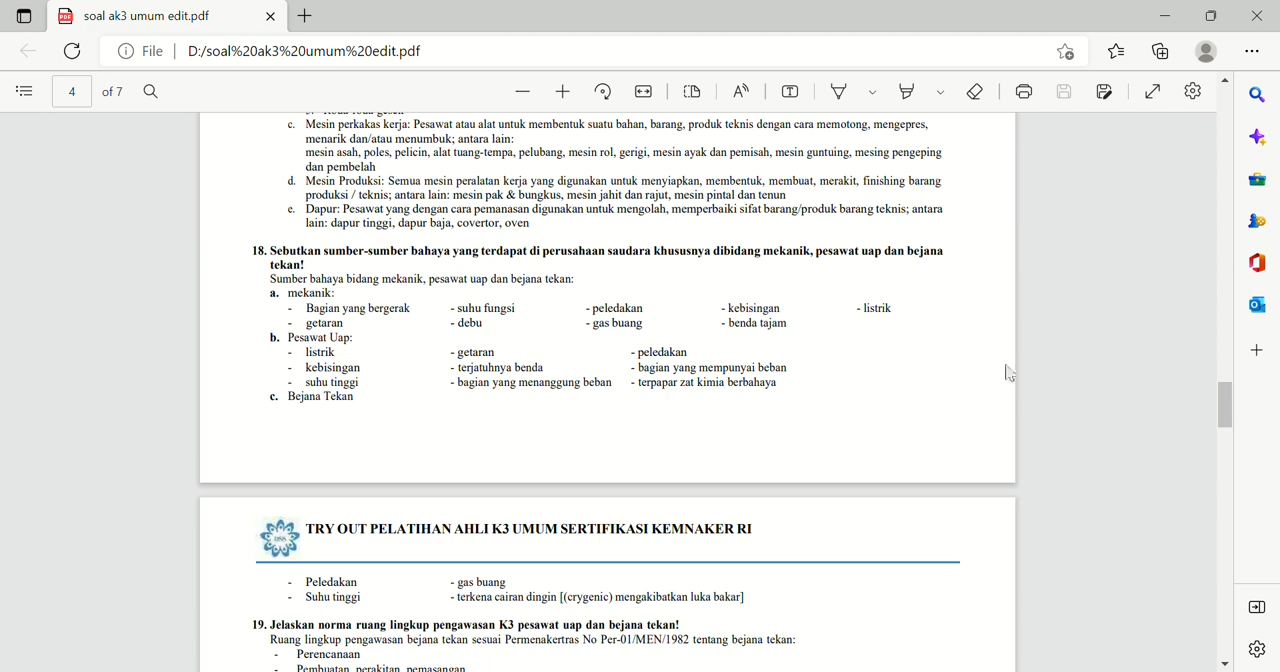 soal ak3 umum edit.pdf
File D:/soal%20ak3%20umum%20edit.pdf
4 of 7
c. Mesin perkakas kerja: Pesawat atau alat untuk membentuk suatu bahan, barang, produk teknis dengan cara memotong, mengepres,
menarik dan/atau menumbuk; antara lain:
mesin asah, poles, pelicin, alat tuang-tempa, pelubang, mesin rol, gerigi, mesin ayak dan pemisah, mesin guntuing, mesing pengeping
dan pembelah
d. Mesin Produksi: Semua mesin peralatan kerja yang digunakan untuk menyiapkan, membentuk, membuat, merakit, finishing barang
produksi / teknis; antara lain: mesin pak & bungkus, mesin jahit dan rajut, mesin pintal dan tenun
e. Dapur: Pesawat yang dengan cara pemanasan digunakan untuk mengolah, memperbaiki sifat barang/produk barang teknis; antara
lain: dapur tinggi, dapur baja, covertor, oven
18. Sebutkan sumber-sumber bahaya yang terdapat di perusahaan saudara khususnya dibidang mekanik, pesawat uap dan bejana
tekan!
Sumber bahaya bidang mekanik, pesawat uap dan bejana tekan:
a. mekanik:
- Bagian yang bergerak - suhu fungsi - peledakan - kebisingan - listrik
- getaran - debu - gas buang - benda tajam
b. Pesawat Uap:
- listrik - getaran - peledakan
- kebisingan - terjatuhnya benda - bagian yang mempunyai beban
- suhu tinggi - bagian yang menanggung beban - terpapar zat kimia berbahaya
c. Bejana Tekan
TRY OUT PELATIHAN AHLI K3 UMUM SERTIFIKASI KEMNAKER RI
- Peledakan - gas buang
- Suhu tinggi - terkena cairan dingin [(crygenic) mengakibatkan luka bakar]
19. Jelaskan norma ruang lingkup pengawasan K3 pesawat uap dan bejana tekan!
Ruang lingkup pengawasan bejana tekan sesuai Permenakertras No Per-01/MEN/1982 tentang bejana tekan:
- Perencanaan
- Pembuatan, perakitan, pemasangan